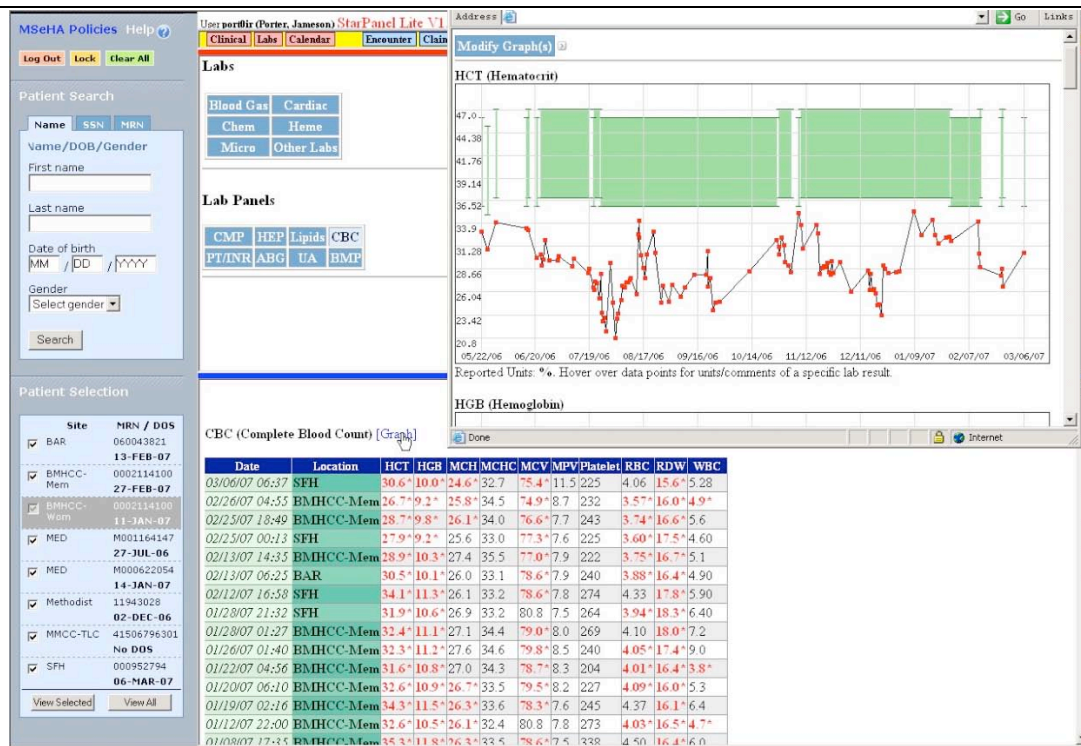 MSeHA Policies Help ?
Log Out Lock Clear All
Patient Search
Name SSN MRN
Name/DOB/Gender
First name
Last name
Date of birth
MM / DD / YYYY
Gender
Select gender
Search
Patient Selection
Site MRN / DOS
BAR 060043821
13-FEB-07
BMHCC-Mem 0002114100
27-FEB-07
BMHCC-Wom 0002114100
11-JAN-07
MED M001164147
27-JUL-06
MED M000622054
14-JAN-07
Methodist 11943028
02-DEC-06
MMCC-TLC 41506796301
No DOS
SFH 000952794
06-MAR-07
View Selected View All
User (Porter, Jameson) StarPanel Lite V1
Clinical Labs Calendar Encounter Clain
Labs
Blood Gas Cardiac
Chem Heme
Micro Other Labs
Lab Panels
CMP HEP Lipids CBC
PT/INR ABG UA BMP
Address Go Links
Modify Graph(s)
HCT (Hematocrit)
47.0
44.38
41.76
39.14
36.52
33.9
31.28
28.66
26.04
23.42
20.8
05/22/06 06/20/06 07/19/06 08/17/06 09/16/06 10/14/06 11/12/06 12/11/06 01/09/07 02/07/07 03/06/07
Reported Units: %. Hover over data points for units/comments of a specific lab result.
HGB (Hemoglobin)
Done Internet
CBC (Complete Blood Count) [Graph]
Date Location HCT HGB MCH MCHC MCV MPV Platelet RBC RDW WBC
03/06/07 06:37 SFH 30.6* 10.0* 24.6* 32.7 75.4* 11.5 225 4.06 15.6* 5.28
02/26/07 04:55 BMHCC-Mem 26.7* 9.2* 25.8* 34.5 74.9* 8.7 232 3.57* 16.0* 4.9*
02/25/07 18:49 BMHCC-Mem 28.7* 9.8* 26.1* 34.0 76.6* 7.7 243 3.74* 16.6* 5.6
02/25/07 00:13 SFH 27.9* 9.2* 25.6 33.0 77.3* 7.6 225 3.60* 17.5* 4.60
02/13/07 14:35 BMHCC-Mem 28.9* 10.3* 27.4 35.5 77.0* 7.9 222 3.75* 16.7* 5.1
02/13/07 06:25 BAR 30.5* 10.1* 26.0 33.1 78.6* 7.9 240 3.88* 16.4* 4.90
02/12/07 16:58 SFH 34.1* 11.3* 26.1 33.2 78.6* 7.8 274 4.33 17.8* 5.90
01/28/07 21:32 SFH 31.9* 10.6* 26.9 33.2 80.8 7.5 264 3.94* 18.3* 6.40
01/28/07 01:27 BMHCC-Mem 32.4* 11.1* 27.1 34.4 79.0* 8.0 269 4.10 18.0* 7.2
01/26/07 01:40 BMHCC-Mem 32.3* 11.2* 27.6 34.6 79.8* 8.5 240 4.05* 17.4* 9.0
01/22/07 04:56 BMHCC-Mem 31.6* 10.8* 27.0 34.3 78.7* 8.3 204 4.01* 16.4* 3.8*
01/20/07 06:10 BMHCC-Mem 32.6* 10.9* 26.7* 33.5 79.5* 8.2 227 4.09* 16.0* 5.3
01/19/07 02:16 BMHCC-Mem 34.3* 11.5* 26.3* 33.6 78.3* 7.6 245 4.37 16.1* 6.4
01/12/07 22:00 BMHCC-Mem 32.6* 10.5* 26.1* 32.4 80.8 7.8 273 4.03* 16.5* 4.7*
01/08/07 17:35 BMHCC-Mem 35.3* 11.8* 26.3* 33.5 78.6* 7.5 338 4.50 16.4* 6.0